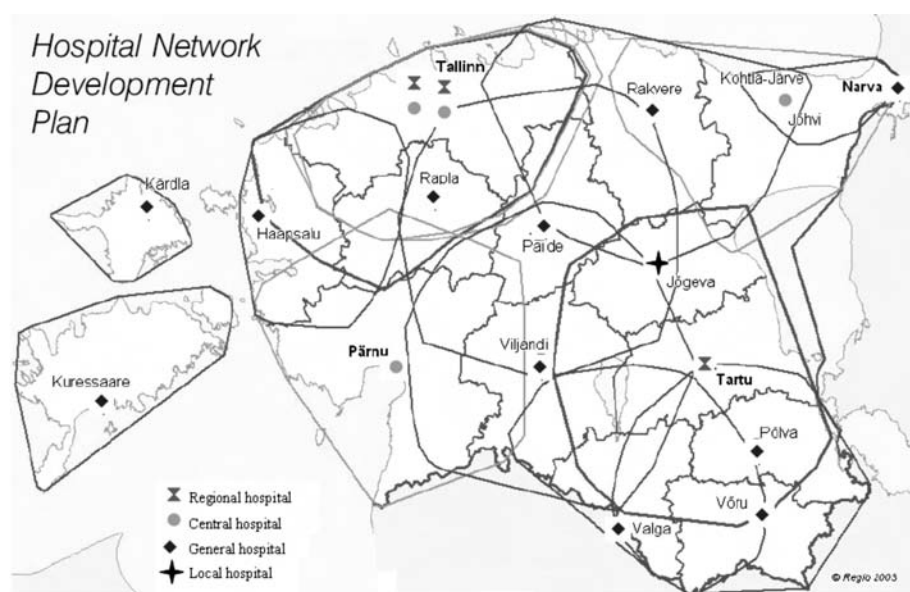 Hospital Network
Development
Plan
Tallinn
Rakvere
Kohtla-Järve
Jõhvi
Narva
Kärdla
Rapla
Haapsalu
Paide
Jõgeva
Pärnu
Viljandi
Kuressaare
Tartu
Põlva
Võru
Valga
Regional hospital
Central hospital
General hospital
Local hospital
© Regio 2003